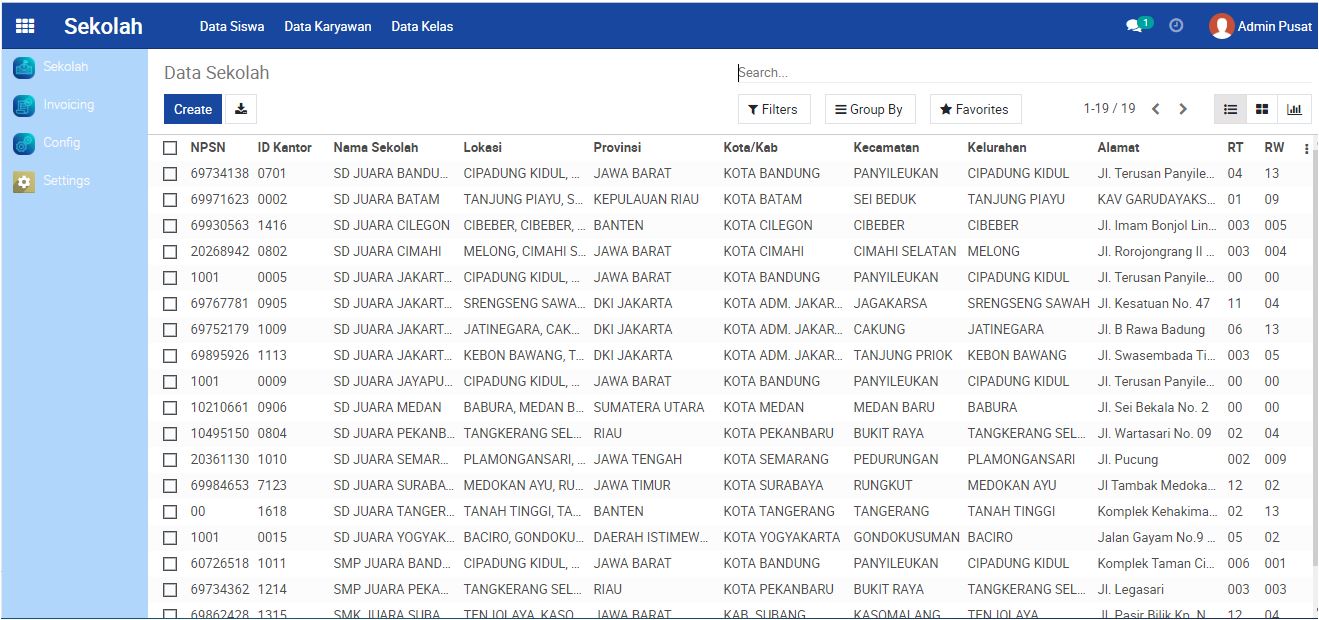 Sekolah Data Siswa Data Karyawan Data Kelas 1 Admin Pusat
Sekolah
Invoicing
Config
Settings
Data Sekolah Search...
Create Filters Group By Favorites 1-19 / 19
NPSN ID Kantor Nama Sekolah Lokasi Provinsi Kota/Kab Kecamatan Kelurahan Alamat RT RW
69734138 0701 SD JUARA BANDU... CIPADUNG KIDUL, ... JAWA BARAT KOTA BANDUNG PANYILEUKAN CIPADUNG KIDUL Jl. Terusan Panyile... 04 13
69971623 0002 SD JUARA BATAM TANJUNG PIAYU, S... KEPULAUAN RIAU KOTA BATAM SEI BEDUK TANJUNG PIAYU KAV GARUDAYAKS... 01 09
69930563 1416 SD JUARA CILEGON CIBEBER, CIBEBER, ... BANTEN KOTA CILEGON CIBEBER CIBEBER Jl. Imam Bonjol Lin... 003 005
20268942 0802 SD JUARA CIMAHI MELONG, CIMAHI S... JAWA BARAT KOTA CIMAHI CIMAHI SELATAN MELONG Jl. Rorojongrang II ... 003 004
1001 0005 SD JUARA JAKART... CIPADUNG KIDUL, ... JAWA BARAT KOTA BANDUNG PANYILEUKAN CIPADUNG KIDUL Jl. Terusan Panyile... 00 00
69767781 0905 SD JUARA JAKART... SRENGSENG SAWA... DKI JAKARTA KOTA ADM. JAKAR... JAGAKARSA SRENGSENG SAWAH Jl. Kesatuan No. 47 11 04
69752179 1009 SD JUARA JAKART... JATINEGARA, CAK... DKI JAKARTA KOTA ADM. JAKAR... CAKUNG JATINEGARA Jl. B Rawa Badung 06 13
69895926 1113 SD JUARA JAKART... KEBON BAWANG, T... DKI JAKARTA KOTA ADM. JAKAR... TANJUNG PRIOK KEBON BAWANG Jl. Swasembada Ti... 003 05
1001 0009 SD JUARA JAYAPU... CIPADUNG KIDUL, ... JAWA BARAT KOTA BANDUNG PANYILEUKAN CIPADUNG KIDUL Jl. Terusan Panyile... 00 00
10210661 0906 SD JUARA MEDAN BABURA, MEDAN B... SUMATERA UTARA KOTA MEDAN MEDAN BARU BABURA Jl. Sei Bekala No. 2 00 00
10495150 0804 SD JUARA PEKANB... TANGKERANG SEL... RIAU KOTA PEKANBARU BUKIT RAYA TANGKERANG SEL... Jl. Wartasari No. 09 02 04
20361130 1010 SD JUARA SEMAR... PLAMONGANSARI, ... JAWA TENGAH KOTA SEMARANG PEDURUNGAN PLAMONGANSARI Jl. Pucung 002 009
69984653 7123 SD JUARA SURABA... MEDOKAN AYU, RU... JAWA TIMUR KOTA SURABAYA RUNGKUT MEDOKAN AYU Jl Tambak Medoka... 12 02
00 1618 SD JUARA TANGER... TANAH TINGGI, TA... BANTEN KOTA TANGERANG TANGERANG TANAH TINGGI Komplek Kehakima... 02 13
1001 0015 SD JUARA YOGYAK... BACIRO, GONDOKU... DAERAH ISTIMEW... KOTA YOGYAKARTA GONDOKUSUMAN BACIRO Jalan Gayam No.9 ... 05 02
60726518 1011 SMP JUARA BAND... CIPADUNG KIDUL, ... JAWA BARAT KOTA BANDUNG PANYILEUKAN CIPADUNG KIDUL Komplek Taman Ci... 006 001
69734362 1214 SMP JUARA PEKA... TANGKERANG SEL... RIAU KOTA PEKANBARU BUKIT RAYA TANGKERANG SEL... Jl. Legasari 003 003
69862428 1315 SMK JUARA SUBA... TENJOLAYA, KASO... JAWA BARAT KAB. SUBANG KASOMALANG TENJOLAYA Jl. Pasir Bilik Kp. N... 12 04